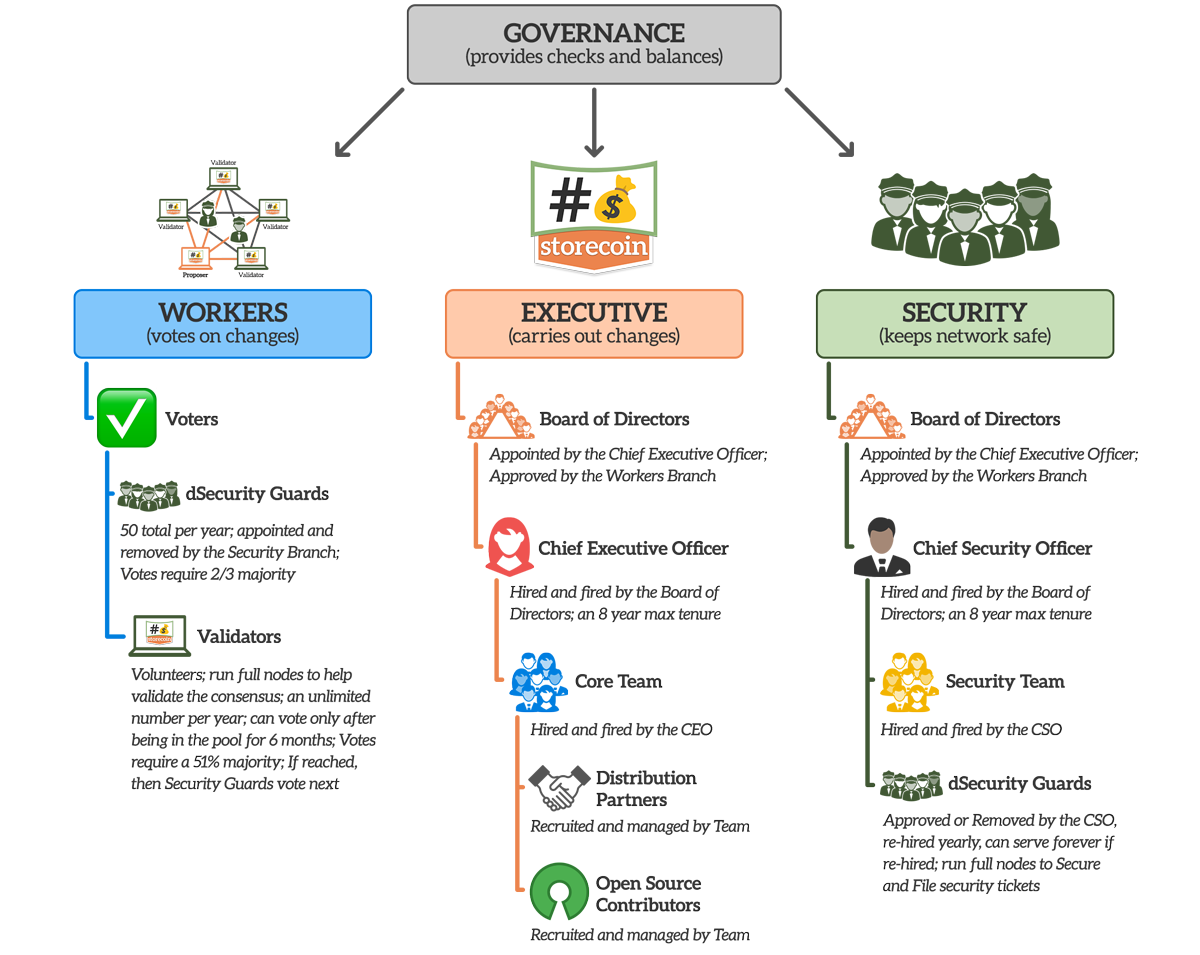 GOVERNANCE
(provides checks and balances)
Validator
Validator
Validator
Proposer
Validator
#
$
storecoin
WORKERS
(votes on changes)
Voters
dSecurity Guards
50 total per year; appointed and
removed by the Security Branch;
Votes require 2/3 majority
#
storecoin
Validators
Volunteers; run full nodes to help
validate the consensus; an unlimited
number per year; can vote only after
being in the pool for 6 months; Votes
require a 51% majority; If reached,
then Security Guards vote next
EXECUTIVE
(carries out changes)
Board of Directors
Appointed by the Chief Executive Officer;
Approved by the Workers Branch
Chief Executive Officer
Hired and fired by the Board of
Directors; an 8 year max tenure
Core Team
Hired and fired by the CEO
Distribution
Partners
Recruited and managed by Team
Open Source
Contributors
Recruited and managed by Team
SECURITY
(keeps network safe)
Board of Directors
Appointed by the Chief Executive Officer;
Approved by the Workers Branch
Chief Security Officer
Hired and fired by the Board of
Directors; an 8 year max tenure
Security Team
Hired and fired by the CSO
dSecurity Guards
Approved or Removed by the CSO,
re-hired yearly, can serve forever if
re-hired; run full nodes to Secure
and File security tickets